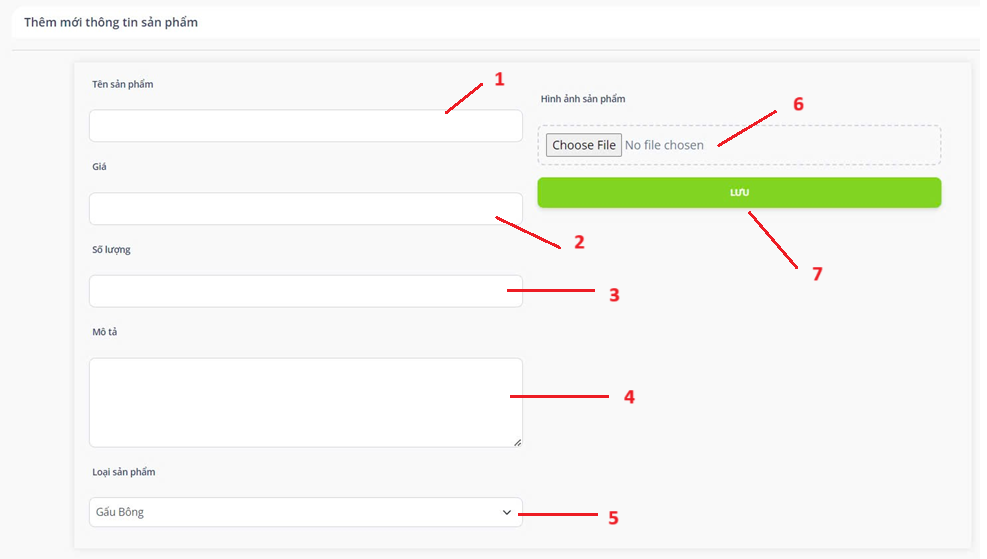 Thêm mới thông tin sản phẩm
Tên sản phẩm
1
Giá
2
Số lượng
3
Mô tả
4
Loại sản phẩm
Gấu Bông
5
Hình ảnh sản phẩm
6
Choose File No file chosen
LƯU
7